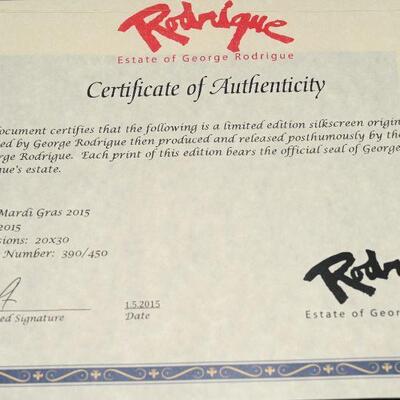 Rodrigue
Estate of George Rodrigue
Certificate of Authenticity
ocument certifies that the following is a limited edition silkscreen origin
ed by George Rodrigue then produced and released posthumously by the
rge Rodrigue. Each print of this edition bears the official seal of George
que's estate.
Mardi Gras 2015
2015
sions: 20x30
Number: 390/450
Rodrigue
1.5.2015
ed Signature
Date
Estate of Georg